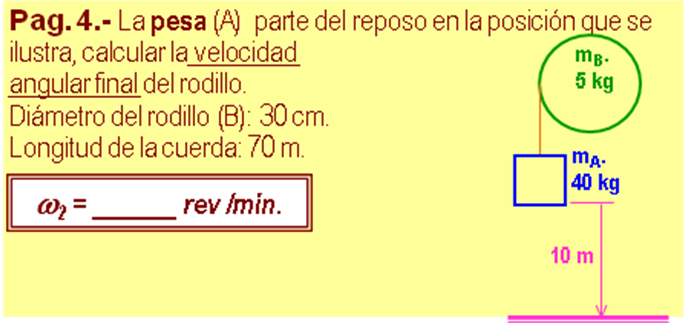 Pag. 4.- La pesa (A) parte del reposo en la posición que se
ilustra, calcular la velocidad
angular final del rodillo.
Diámetro del rodillo (B): 30 cm.
Longitud de la cuerda: 70 m.
ω₂ = ______ rev /min.
mB.
5 kg
mA.
40 kg
10 m